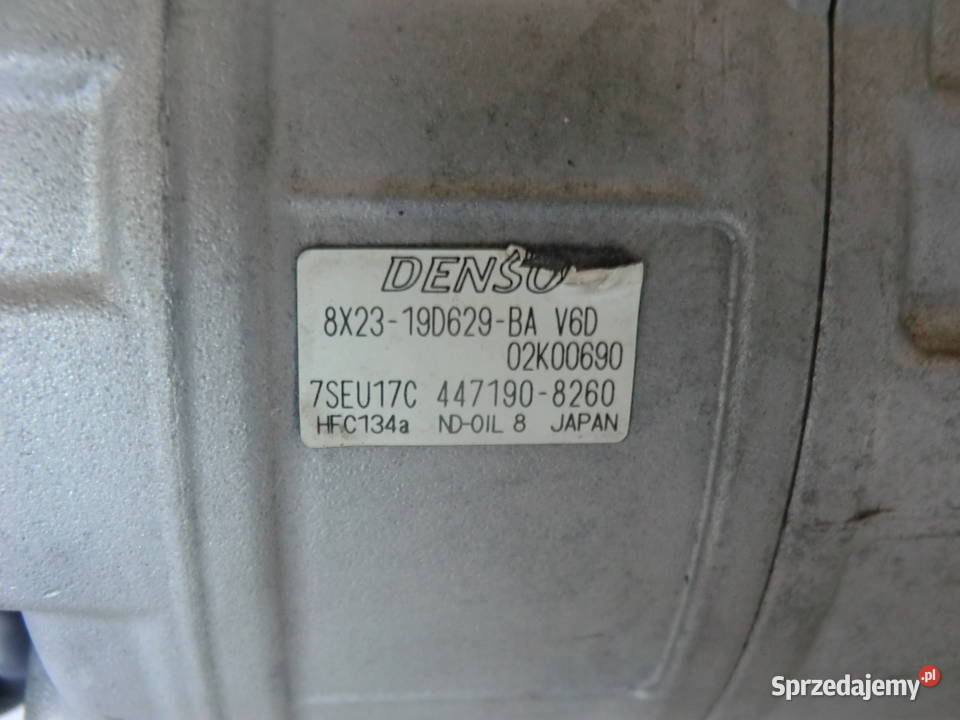 DENSO
8X23-19D629-BA V6D
02K00690
7SEU17C 447190-8260
HFC134a ND-OIL 8 JAPAN
Sprzedajemy.pl